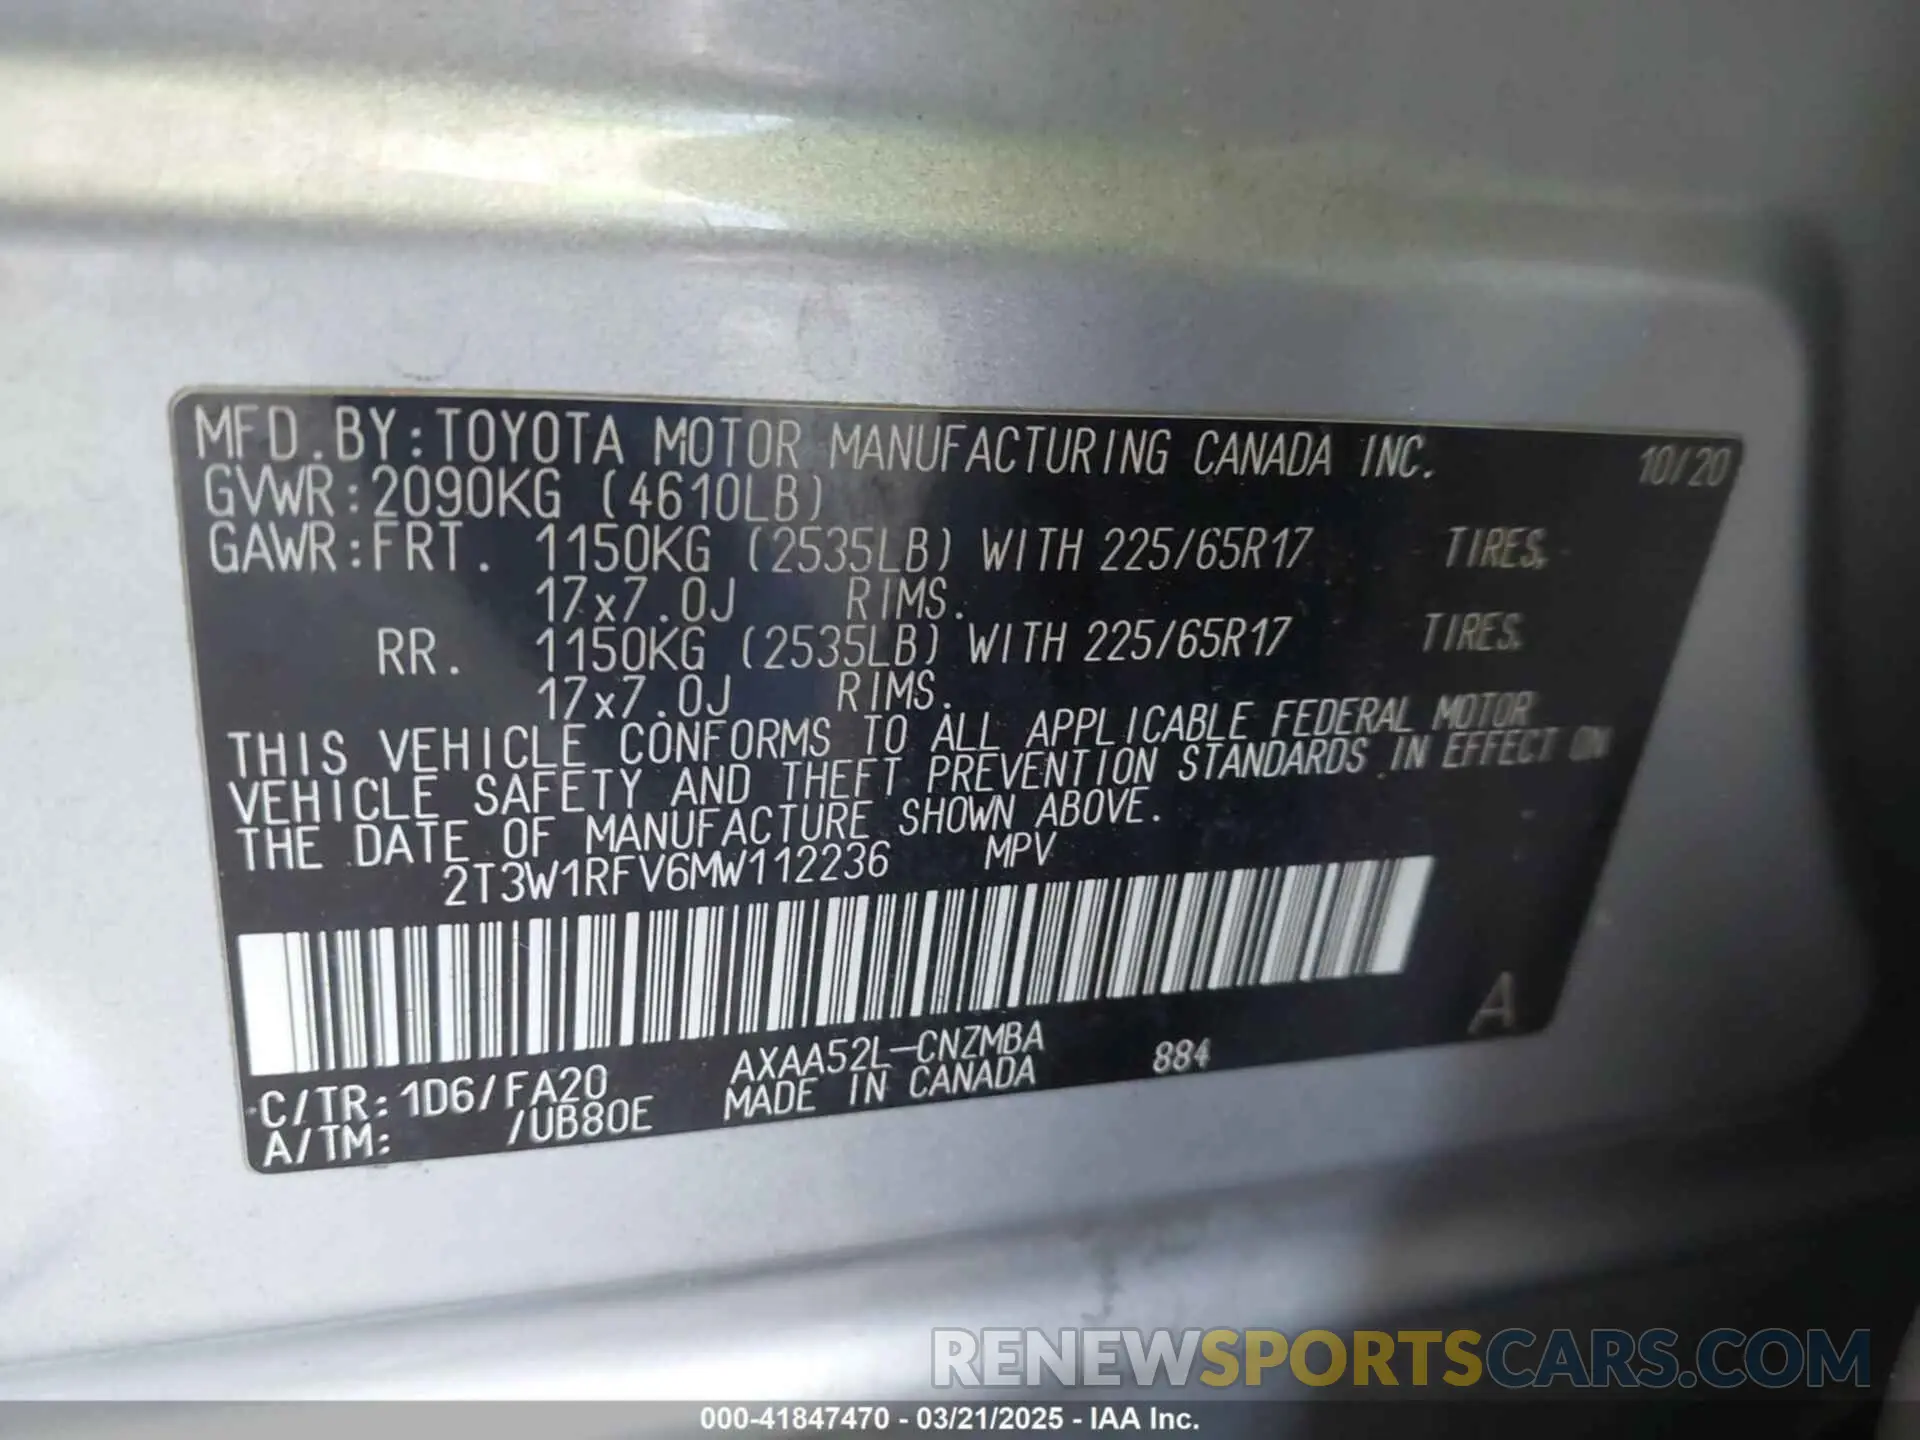 MFD.BY:TOYOTA MOTOR MANUFACTURING CANADA INC. 10/20
GVWR:2090KG (4610LB)
GAWR:FRT. 1150KG (2535LB) WITH 225/65R17 TIRES,
17x7.0J RIMS.
RR. 1150KG (2535LB) WITH 225/65R17 TIRES,
17x7.0J RIMS.
THIS VEHICLE CONFORMS TO ALL APPLICABLE FEDERAL MOTOR
VEHICLE SAFETY AND THEFT PREVENTION STANDARDS IN EFFECT ON
THE DATE OF MANUFACTURE SHOWN ABOVE.
2T3W1RFV6MW112236 MPV
C/TR:1D6/FA20 AXAA52L-CNZMBA 884 A
A/TM: /UB80E MADE IN CANADA
RENEWSPORTSCARS.COM
000-41847470 - 03/21/2025 - IAA Inc.